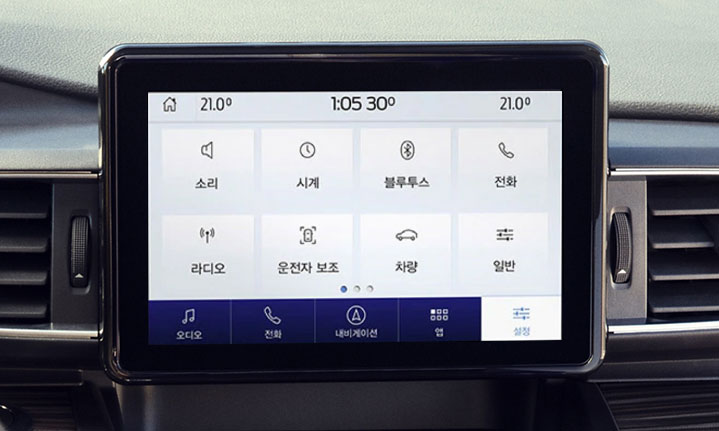 21.0° 1:05 30° 21.0°
소리 시계 블루투스 전화
라디오 운전자 보조 차량 일반
오디오 전화 내비게이션 앱 설정